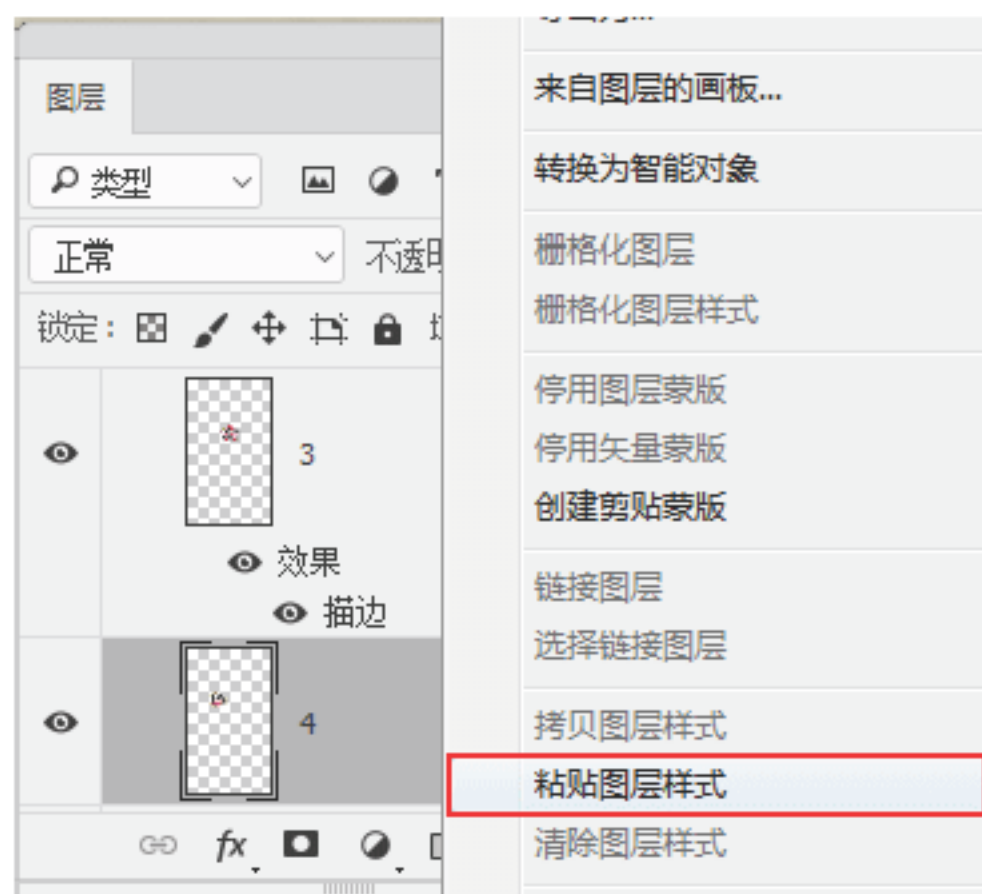 图层
类型
正常
不透明
锁定：
3
效果
描边
4
fx
来自图层的画板...
转换为智能对象
栅格化图层
栅格化图层样式
停用图层蒙版
停用矢量蒙版
创建剪贴蒙版
链接图层
选择链接图层
拷贝图层样式
粘贴图层样式
清除图层样式